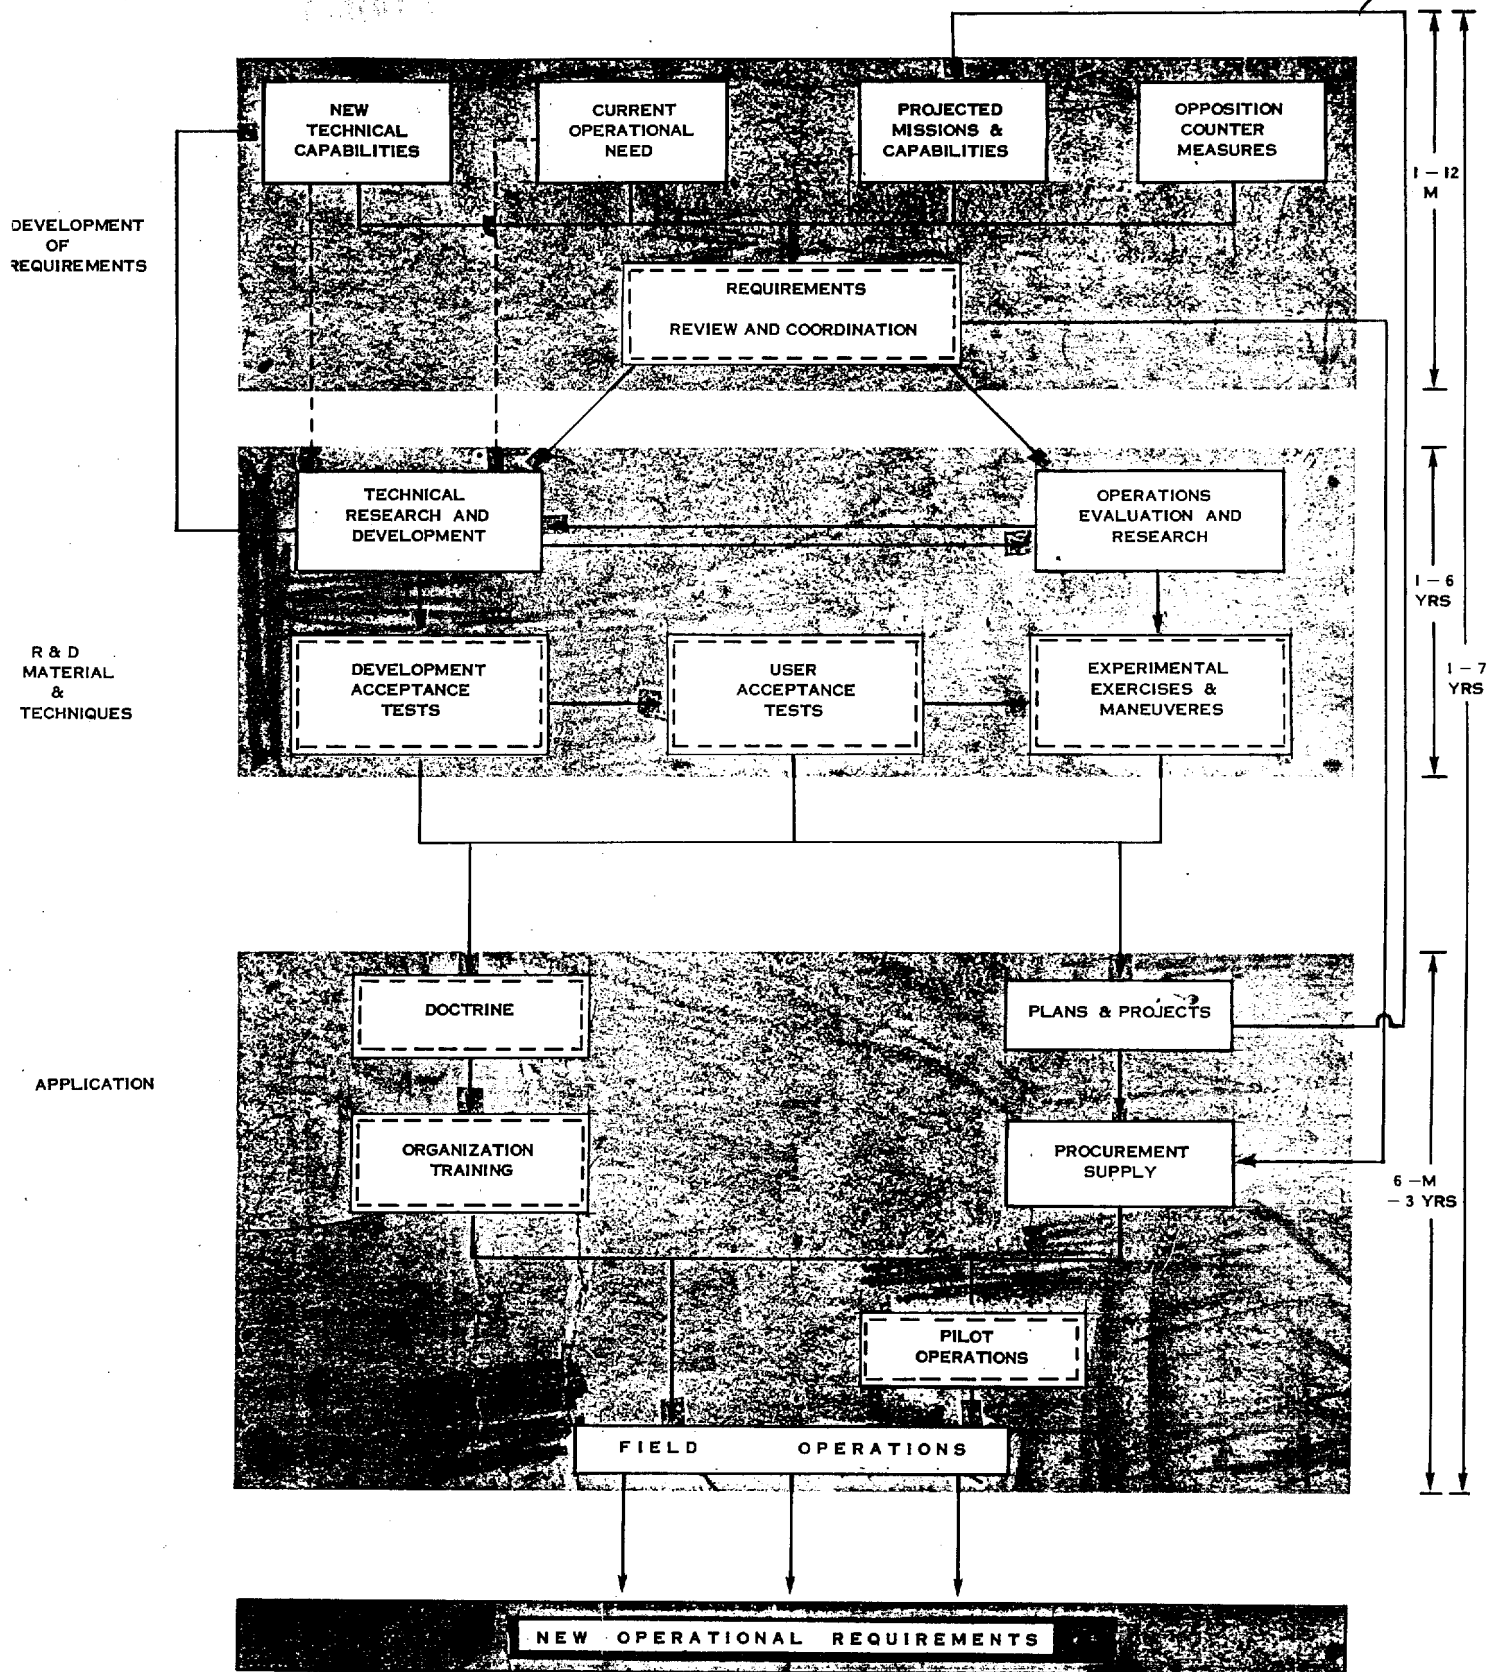 NEW
TECHNICAL
CAPABILITIES
CURRENT
OPERATIONAL
NEED
PROJECTED
MISSIONS &
CAPABILITIES
OPPOSITION
COUNTER
MEASURES
1 – 12
M
DEVELOPMENT
OF
REQUIREMENTS
REQUIREMENTS
REVIEW AND COORDINATION
TECHNICAL
RESEARCH AND
DEVELOPMENT
OPERATIONS
EVALUATION AND
RESEARCH
1 – 6
YRS
R & D
MATERIAL
&
TECHNIQUES
DEVELOPMENT
ACCEPTANCE
TESTS
USER
ACCEPTANCE
TESTS
EXPERIMENTAL
EXERCISES &
MANEUVERES
1 – 7
YRS
DOCTRINE
PLANS & PROJECTS
APPLICATION
ORGANIZATION
TRAINING
PROCUREMENT
SUPPLY
6 – M
– 3 YRS
PILOT
OPERATIONS
FIELD OPERATIONS
NEW OPERATIONAL REQUIREMENTS